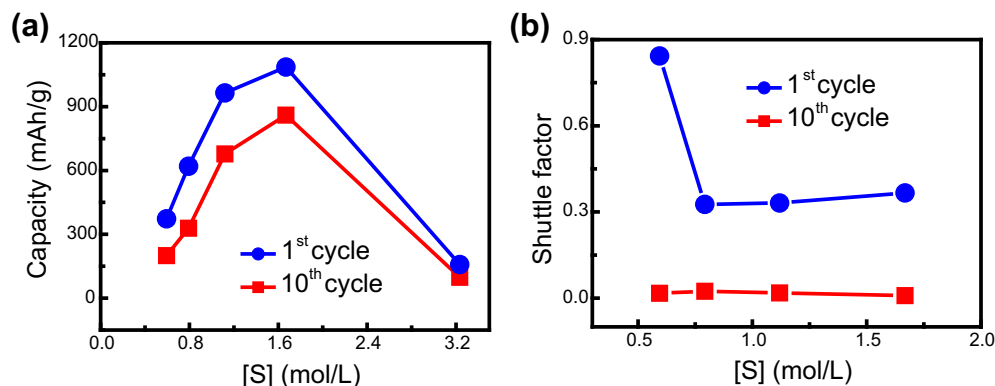 (a)
Capacity (mAh/g)
1200
900
600
300
0
0.0 0.8 1.6 2.4 3.2
[S] (mol/L)
1st cycle
10th cycle
(b)
Shuttle factor
0.9
0.6
0.3
0.0
0.5 1.0 1.5 2.0
[S] (mol/L)
1st cycle
10th cycle